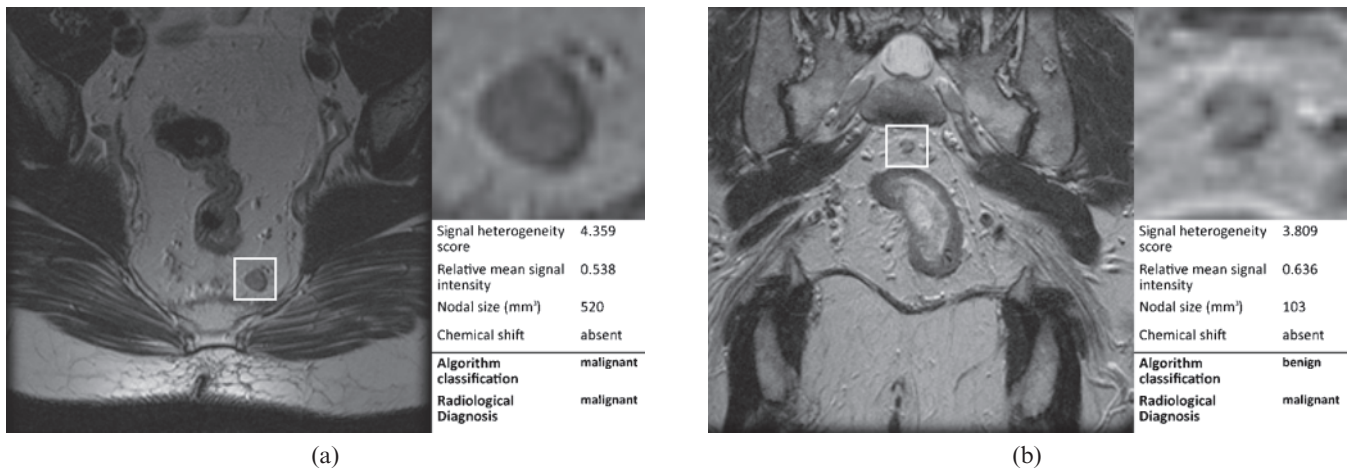 Signal heterogeneity score 4.359
Relative mean signal intensity 0.538
Nodal size (mm³) 520
Chemical shift absent
Algorithm classification malignant
Radiological Diagnosis malignant
(a)
Signal heterogeneity score 3.809
Relative mean signal intensity 0.636
Nodal size (mm³) 103
Chemical shift absent
Algorithm classification benign
Radiological Diagnosis malignant
(b)